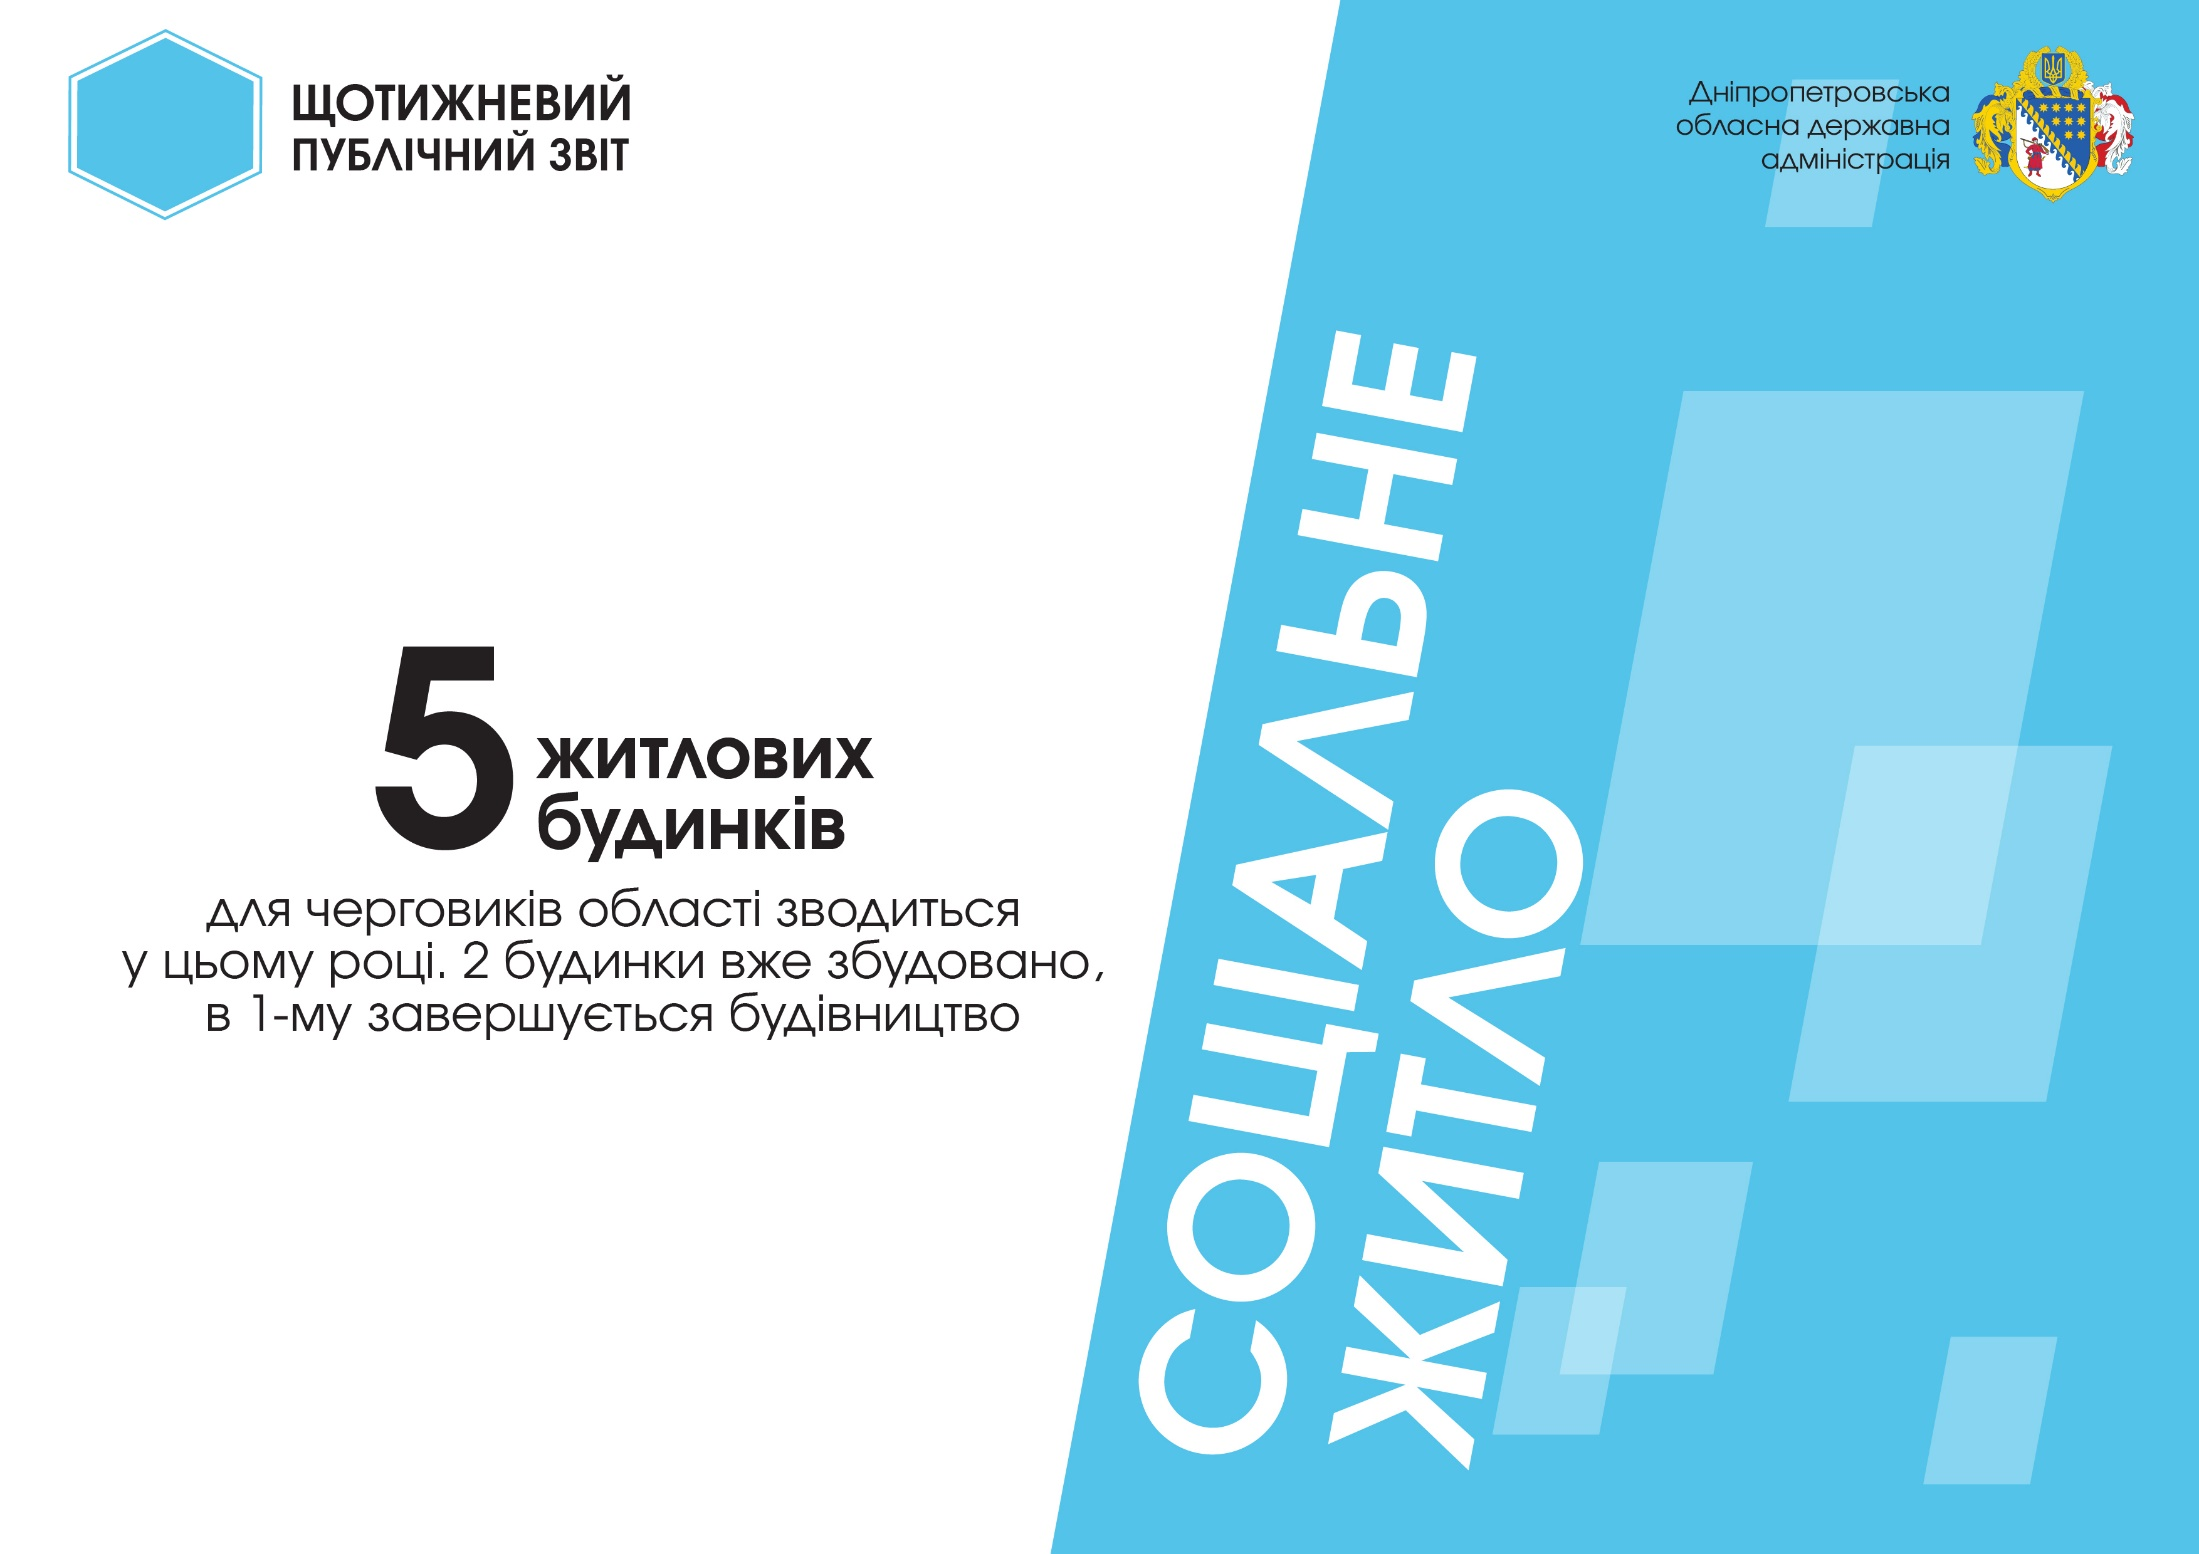 ЩОТИЖНЕВИЙ
ПУБЛІЧНИЙ ЗВІТ
Дніпропетровська
обласна державна
адміністрація
5 житлових
будинків
для черговиків області зводиться
у цьому році. 2 будинки вже збудовано,
в 1-му завершується будівництво
СОЦІАЛЬНЕ
ЖИТЛО